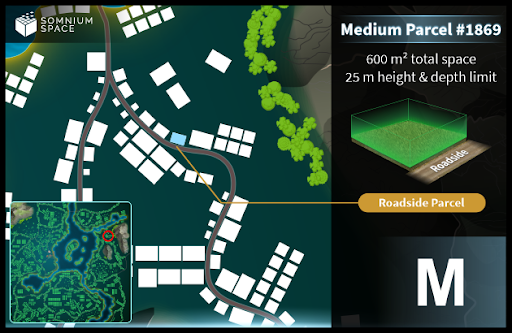 SOMNIUM
SPACE
Medium Parcel #1869
600 m² total space
25 m height & depth limit
Roadside
Roadside Parcel
M